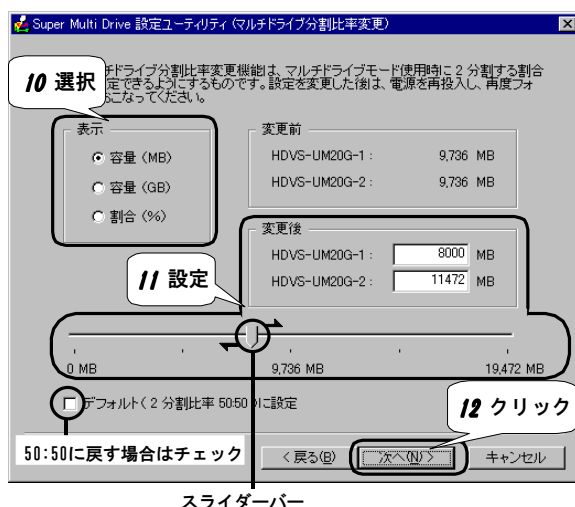 Super Multi Drive 設定ユーティリティ (マルチドライブ分割比率変更)
チドライブ分割比率変更機能は、マルチドライブモード使用時に2分割する割合
定できるようにするものです。設定を変更した後は、電源を再投入し、再度フォ
おこなってください。
10 選択
表示
容量 (MB)
容量 (GB)
割合 (%)
変更前
HDVS-UM20G-1 : 9,736 MB
HDVS-UM20G-2 : 9,736 MB
変更後
HDVS-UM20G-1 : 8000 MB
HDVS-UM20G-2 : 11472 MB
11 設定
0 MB 9,736 MB 19,472 MB
デフォルト( 2 分割比率 50:50 )に設定
12 クリック
50:50に戻す場合はチェック
< 戻る(B) 次へ(N) > キャンセル
スライダーバー